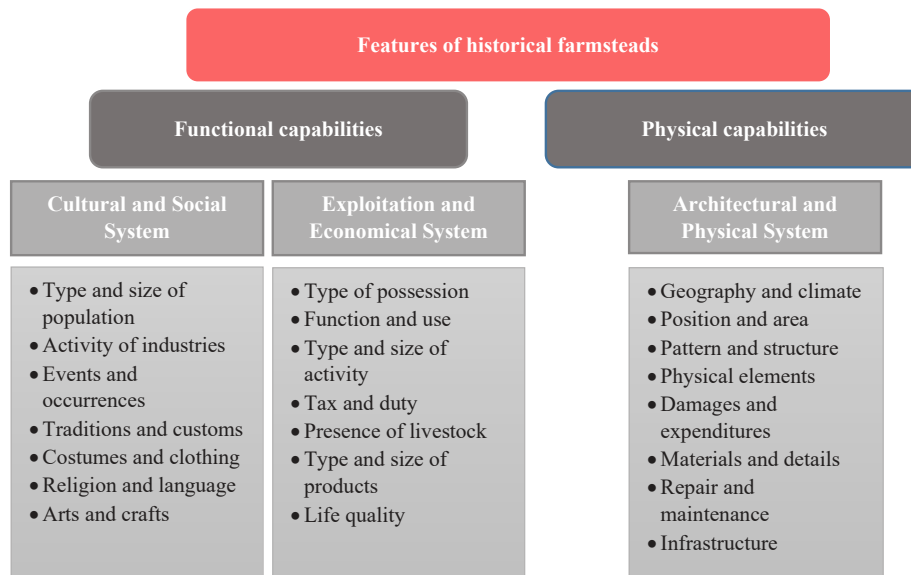 Features of historical farmsteads
Functional capabilities
Physical capabilities
Cultural and Social
System
• Type and size of
population
• Activity of industries
• Events and
occurrences
• Traditions and customs
• Costumes and clothing
• Religion and language
• Arts and crafts
Exploitation and
Economical System
• Type of possession
• Function and use
• Type and size of
activity
• Tax and duty
• Presence of livestock
• Type and size of
products
• Life quality
Architectural and
Physical System
• Geography and climate
• Position and area
• Pattern and structure
• Physical elements
• Damages and
expenditures
• Materials and details
• Repair and
maintenance
• Infrastructure